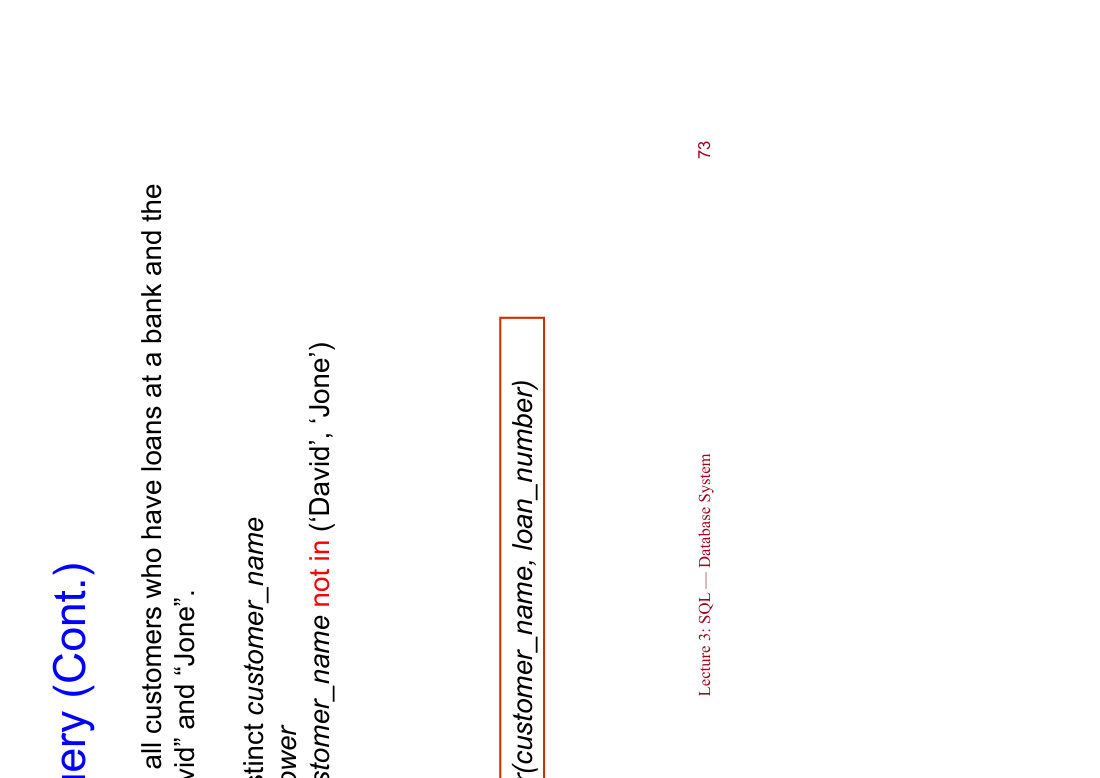 uery (Cont.)
all customers who have loans at a bank and the
vid” and “Jone”.
stinct customer_name
ower
stomer_name not in (‘David’, ‘Jone’)
r(customer_name, loan_number)
Lecture 3: SQL — Database System
73